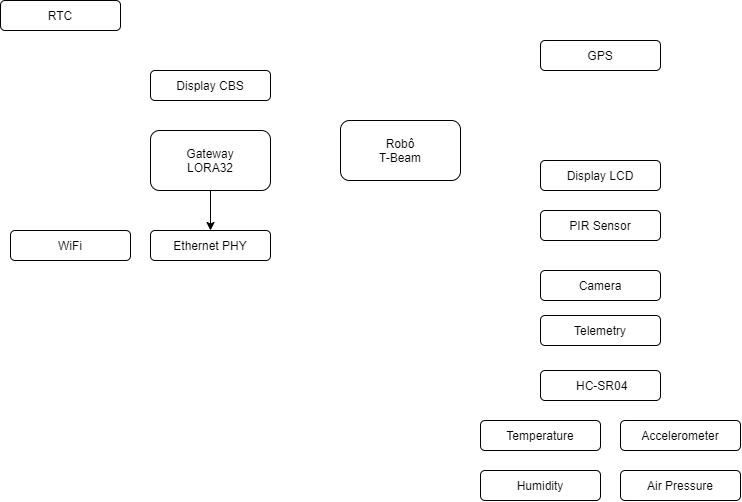 RTC
GPS
Display CBS
Gateway
LORA32
Robô
T-Beam
Display LCD
PIR Sensor
WiFi
Ethernet PHY
Camera
Telemetry
HC-SR04
Temperature
Accelerometer
Humidity
Air Pressure